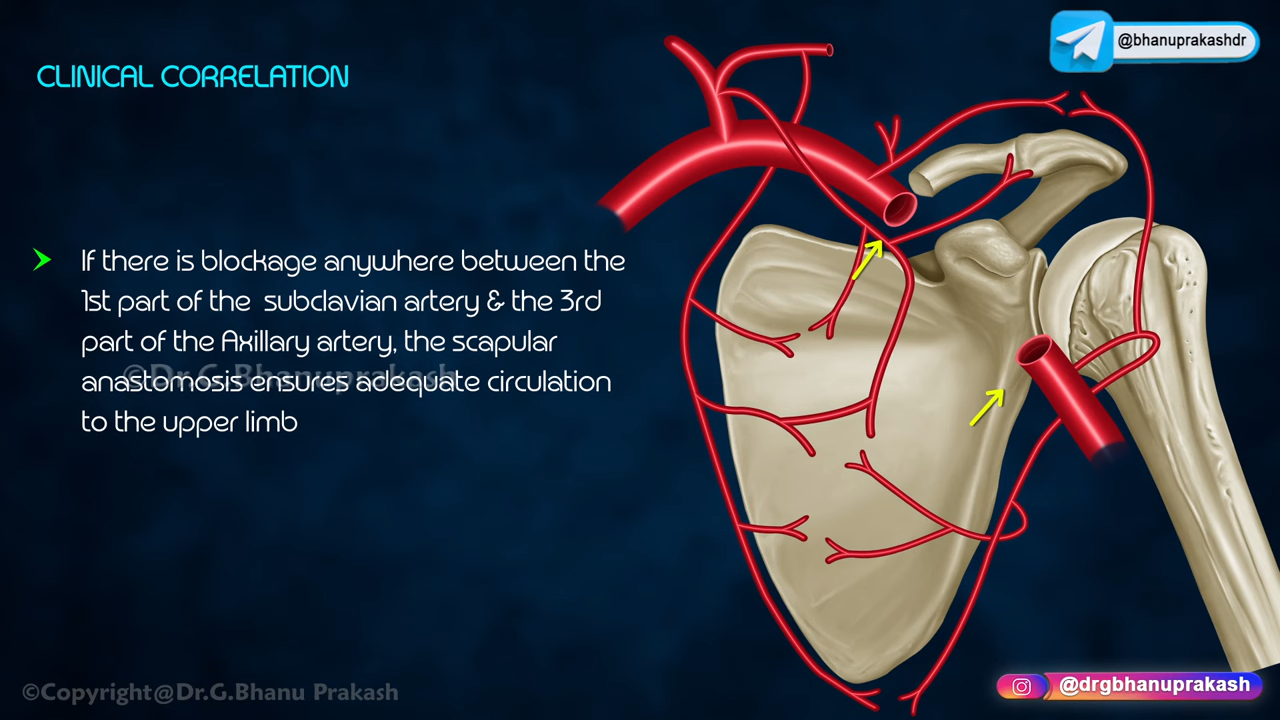 @bhanuprakashdr
CLINICAL CORRELATION
If there is blockage anywhere between the
1st part of the subclavian artery & the 3rd
part of the Axillary artery, the scapular
anastomosis ensures adequate circulation
©Dr.G.Bhanuprakash
to the upper limb
©Copyright@Dr.G.Bhanu Prakash
@drgbhanuprakash